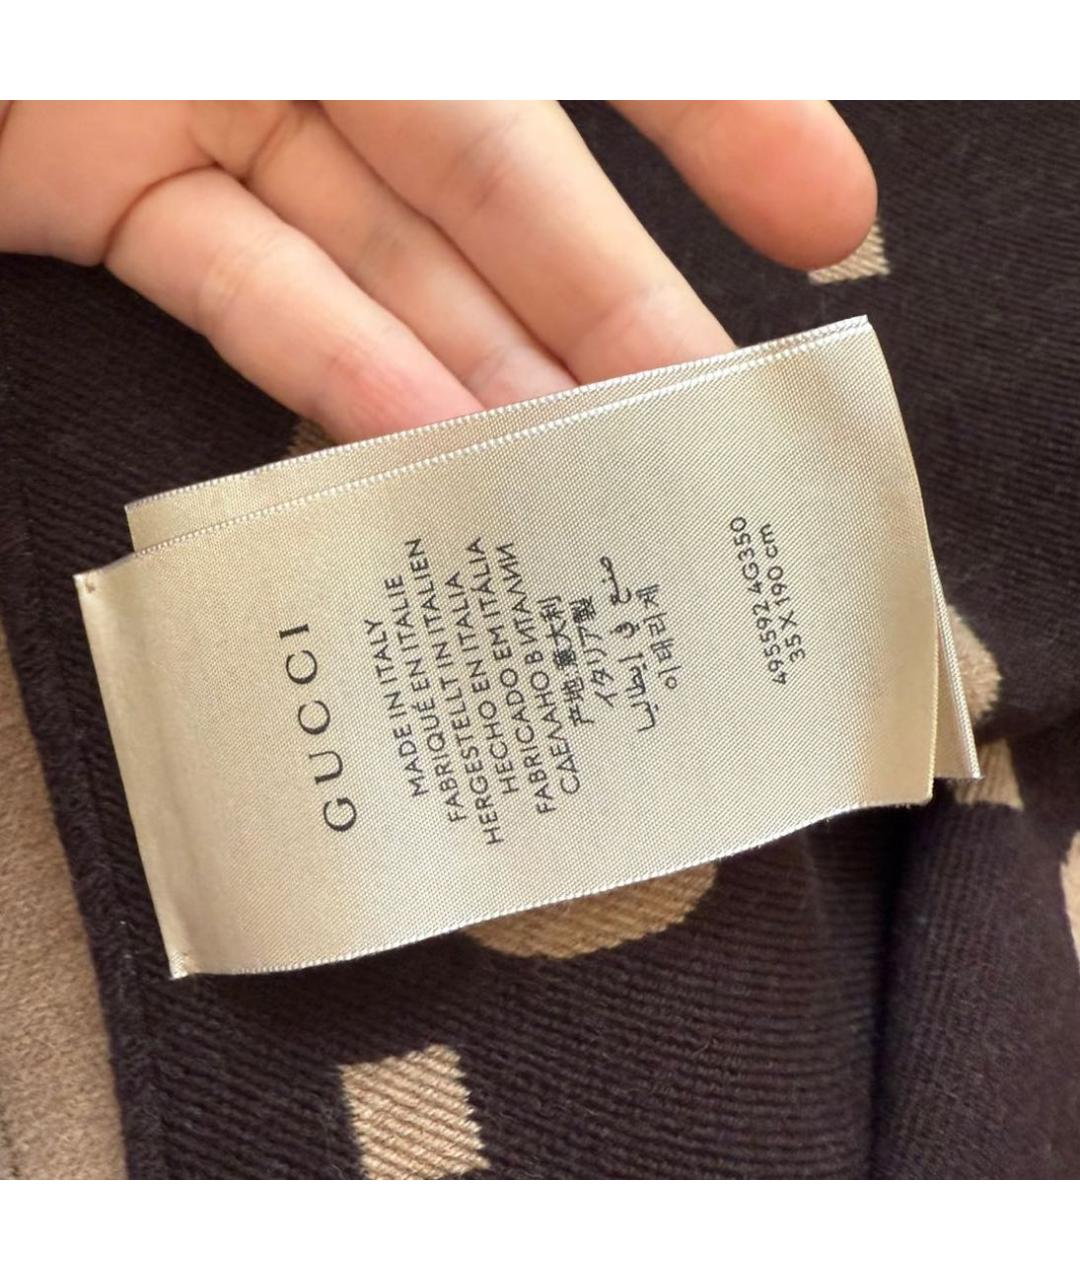 GUCCI
MADE IN ITALY
FABRIQUÉ EN ITALIE
HERGESTELLT IN ITALIEN
HECHO EN ITALIA
FABRICADO EM ITÁLIA
СДЕЛАНО В ИТАЛИИ
产地:意大利
イタリア製
صنع في إيطاليا
이태리제
495592 4G350
35 X 190 cm